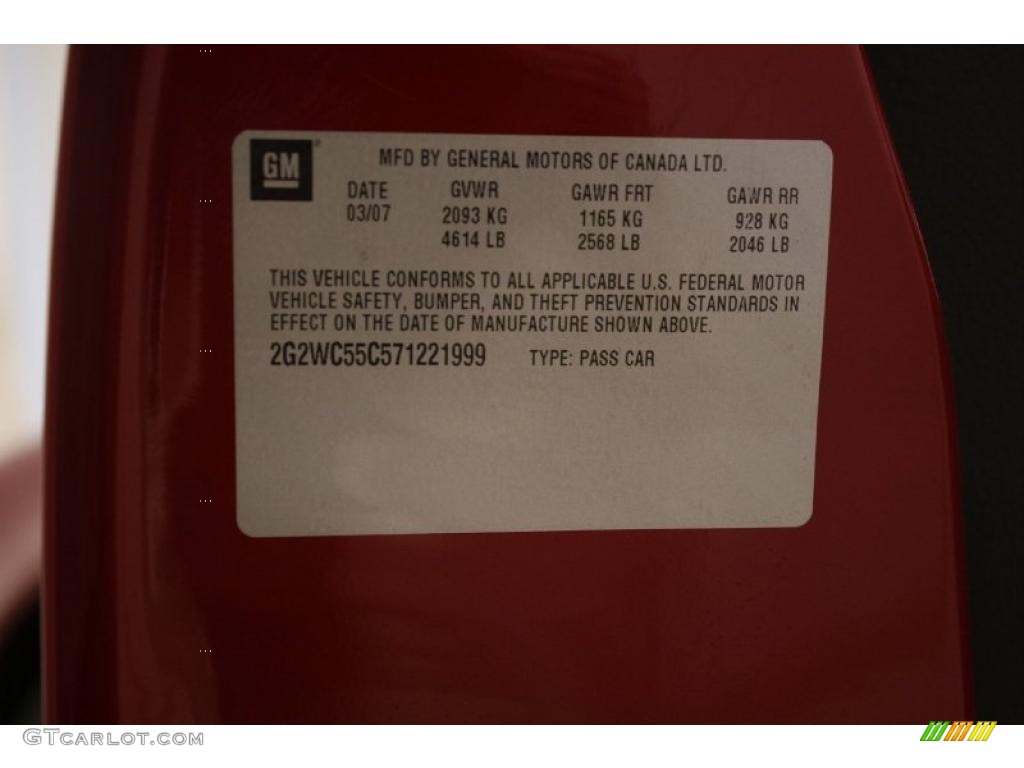 GM
MFD BY GENERAL MOTORS OF CANADA LTD.
DATE GVWR GAWR FRT GAWR RR
03/07 2093 KG 1165 KG 928 KG
4614 LB 2568 LB 2046 LB
THIS VEHICLE CONFORMS TO ALL APPLICABLE U.S. FEDERAL MOTOR
VEHICLE SAFETY, BUMPER, AND THEFT PREVENTION STANDARDS IN
EFFECT ON THE DATE OF MANUFACTURE SHOWN ABOVE.
2G2WC55C571221999 TYPE: PASS CAR
GTCARLOT.COM